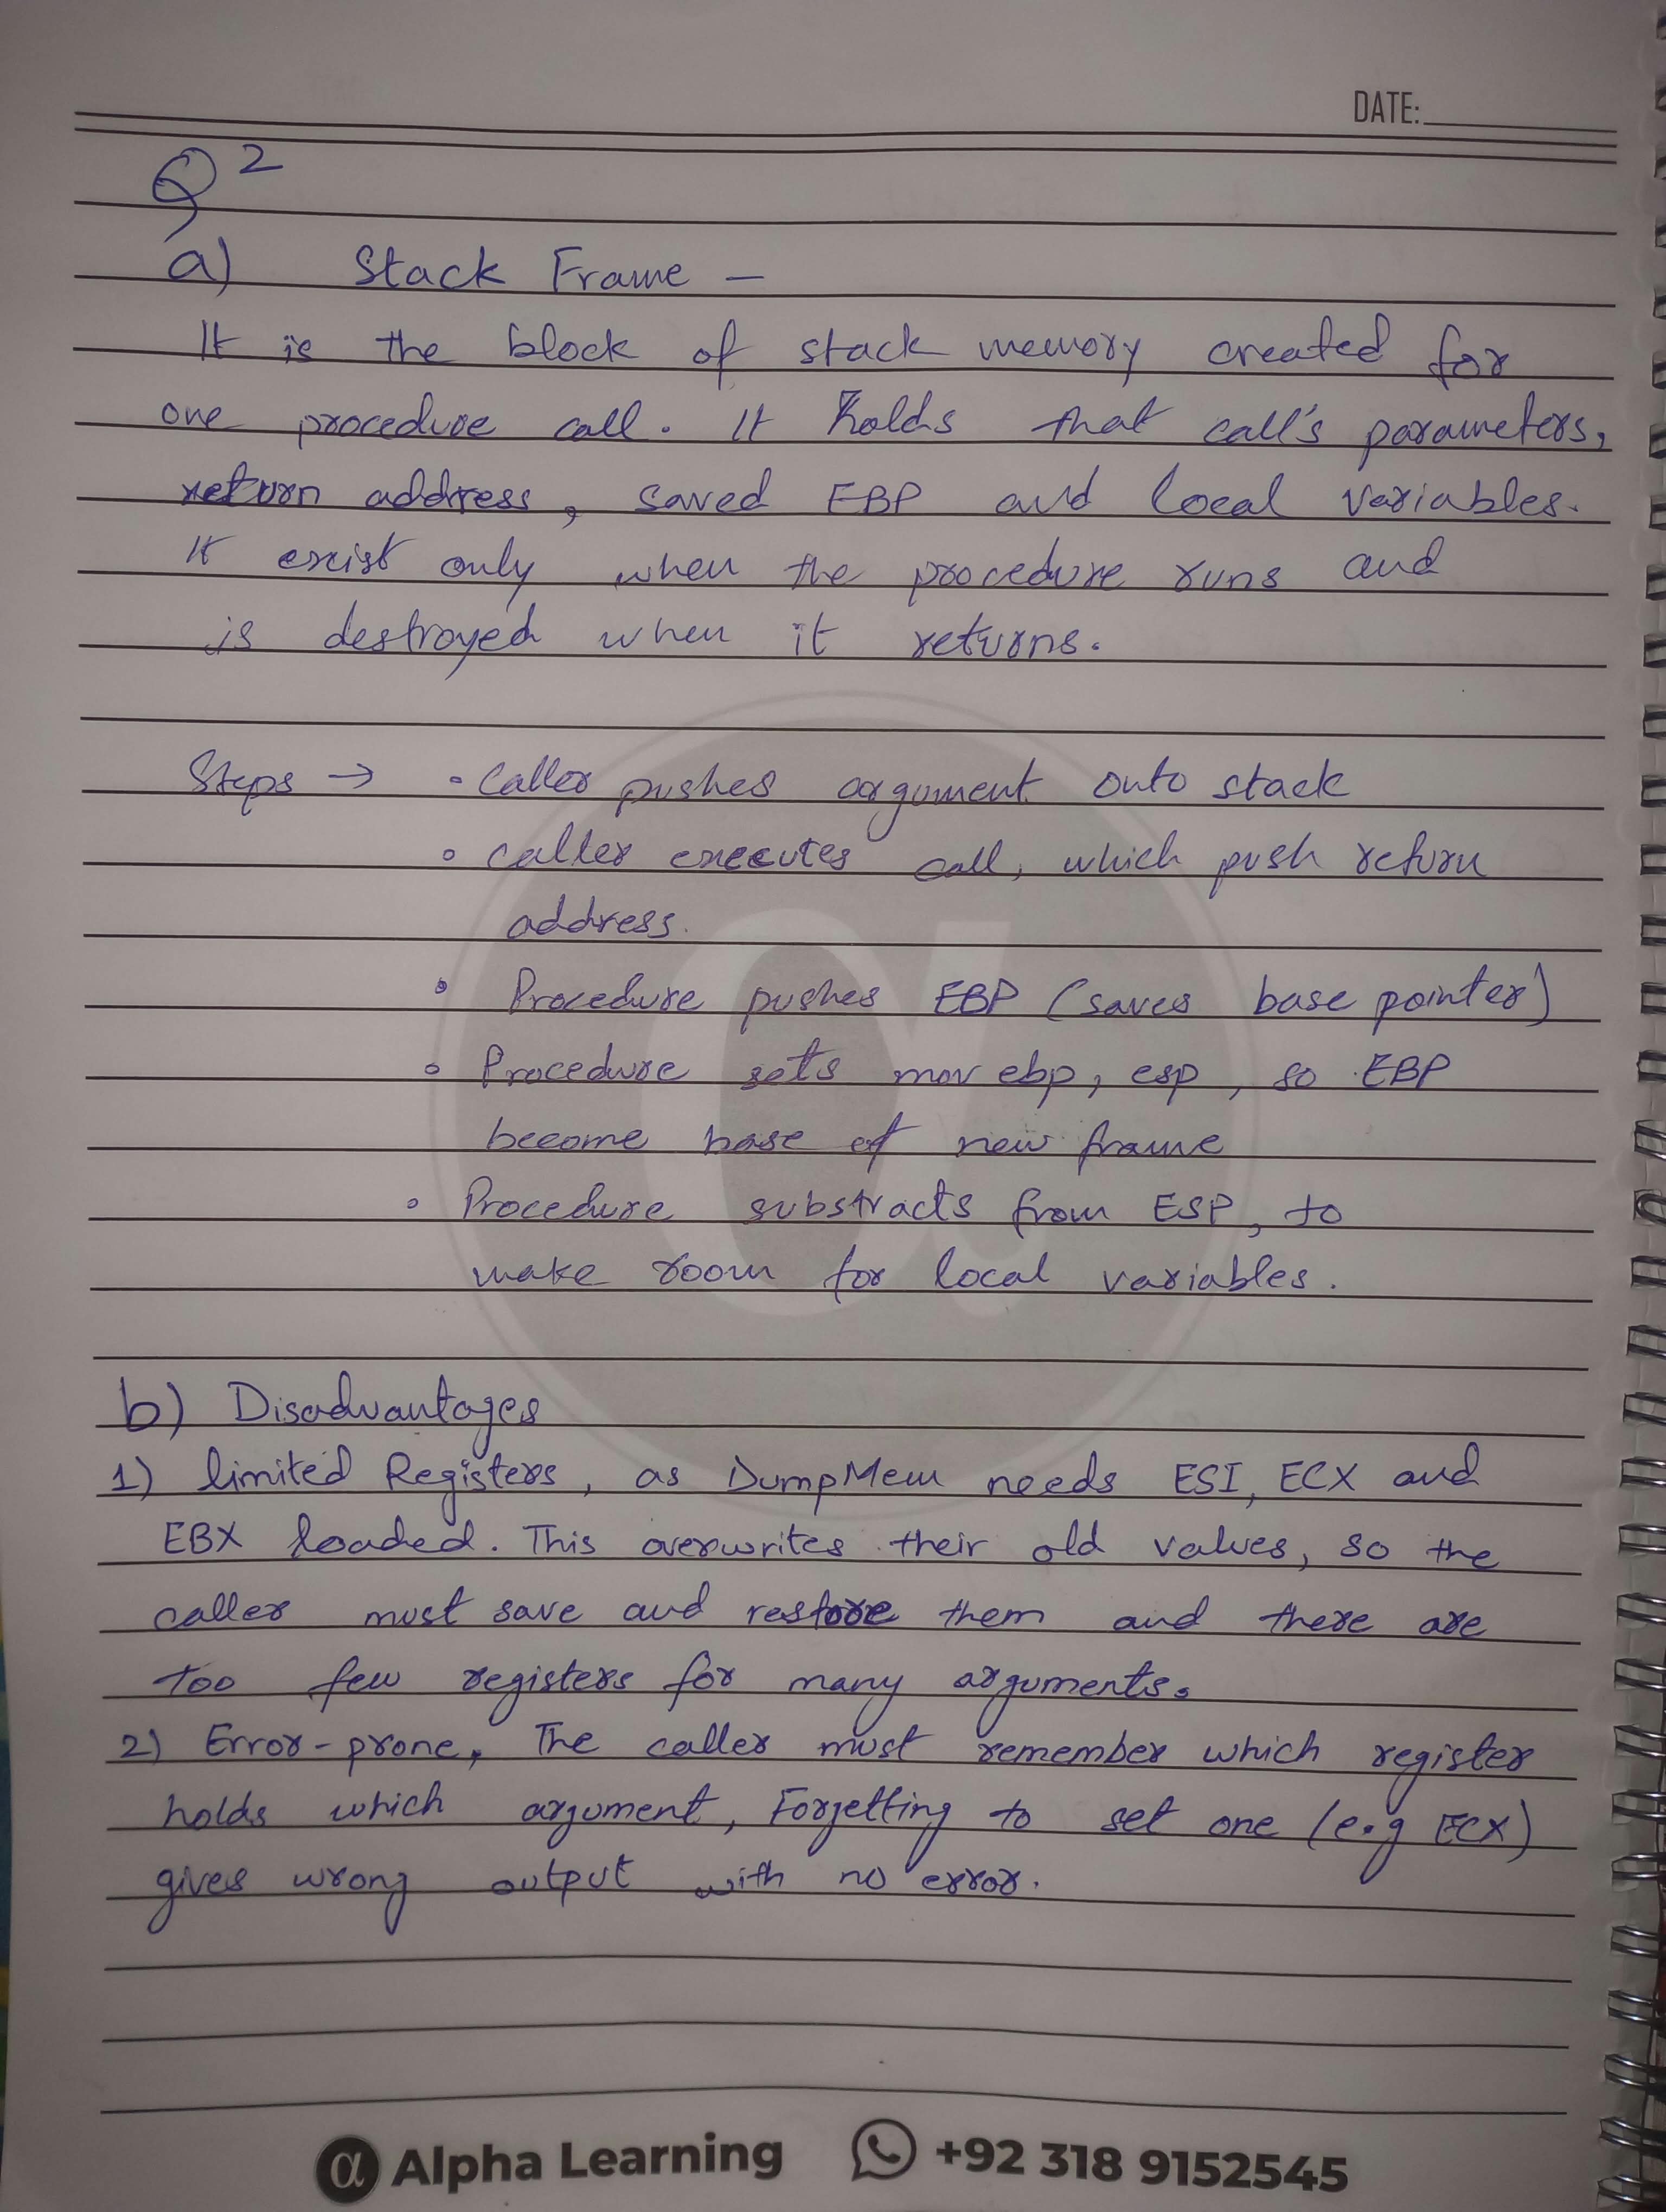 DATE:
Q 2
a) Stack Frame –
It is the block of stack memory created for
one procedure call. It holds that call's parameters,
return address, saved EBP and local variables.
It exist only when the procedure runs and
is destroyed when it returns.
Steps → • Caller pushes argument onto stack
• caller executes call, which push return
address.
• Procedure pushes EBP (saves base pointer)
• Procedure sets mov ebp, esp, so EBP
become base of new frame
• Procedure substracts from ESP, to
make room for local variables.
b) Disadvantages
1) limited Registers, as DumpMem needs ESI, ECX and
EBX loaded. This overwrites their old values, so the
caller must save and restore them and there are
too few registers for many arguments.
2) Error-prone, The caller must remember which register
holds which argument, Forgetting to set one (e.g ECX)
gives wrong output with no error.
α Alpha Learning +92 318 9152545